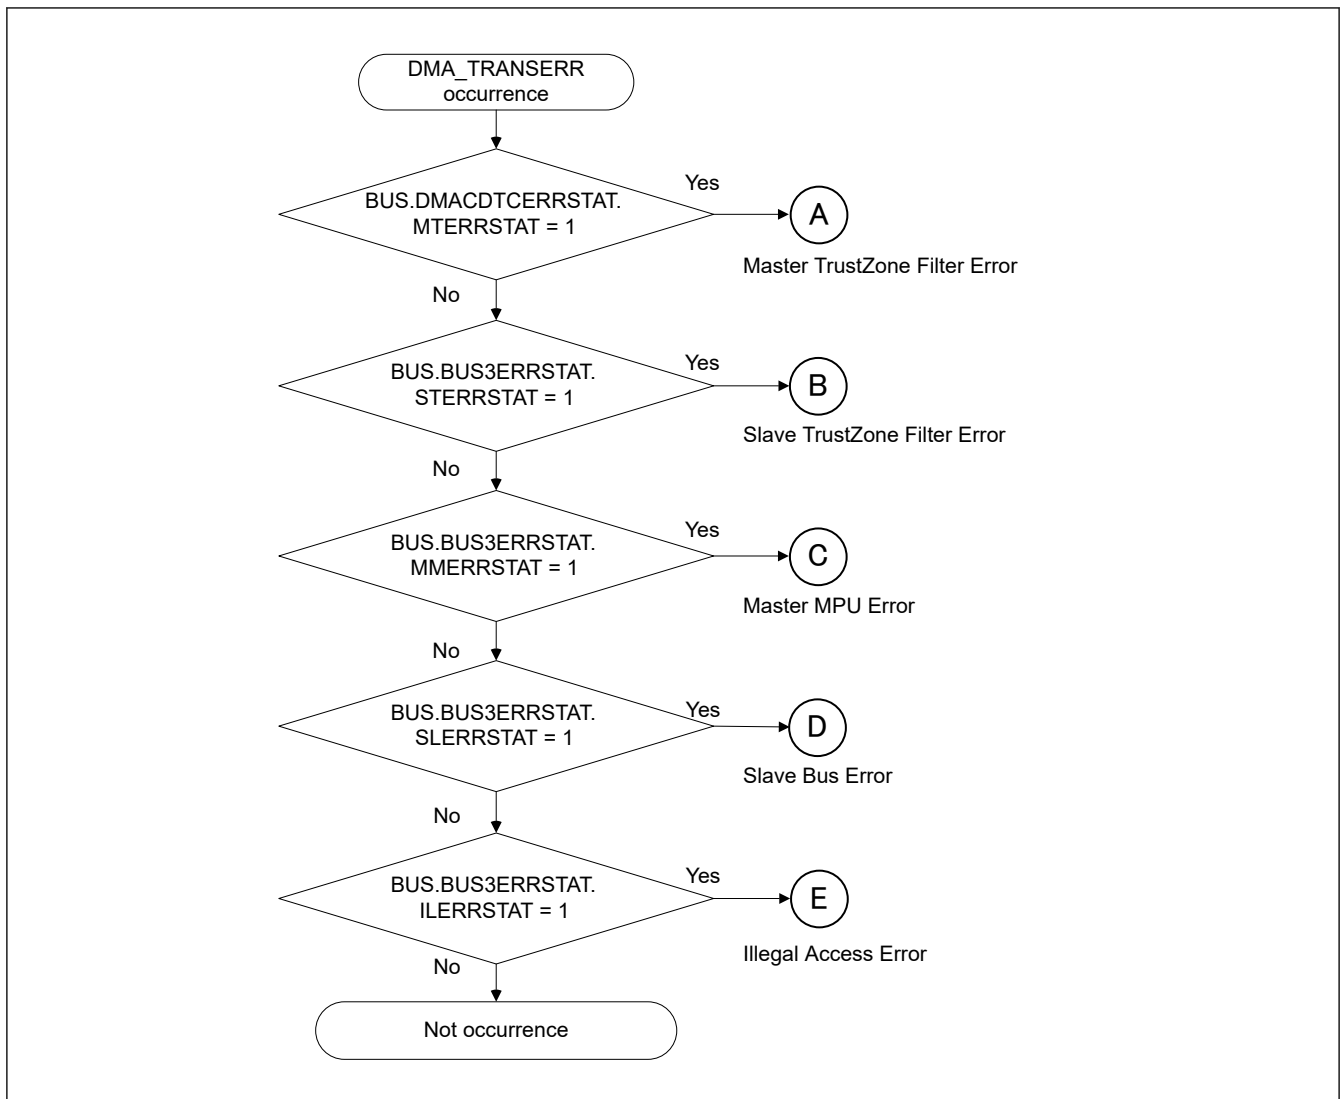 DMA_TRANSERR
occurrence
BUS.DMACDTCERRSTAT.
MTERRSTAT = 1
Yes
A
Master TrustZone Filter Error
No
BUS.BUS3ERRSTAT.
STERRSTAT = 1
Yes
B
Slave TrustZone Filter Error
No
BUS.BUS3ERRSTAT.
MMERRSTAT = 1
Yes
C
Master MPU Error
No
BUS.BUS3ERRSTAT.
SLERRSTAT = 1
Yes
D
Slave Bus Error
No
BUS.BUS3ERRSTAT.
ILERRSTAT = 1
Yes
E
Illegal Access Error
No
Not occurrence